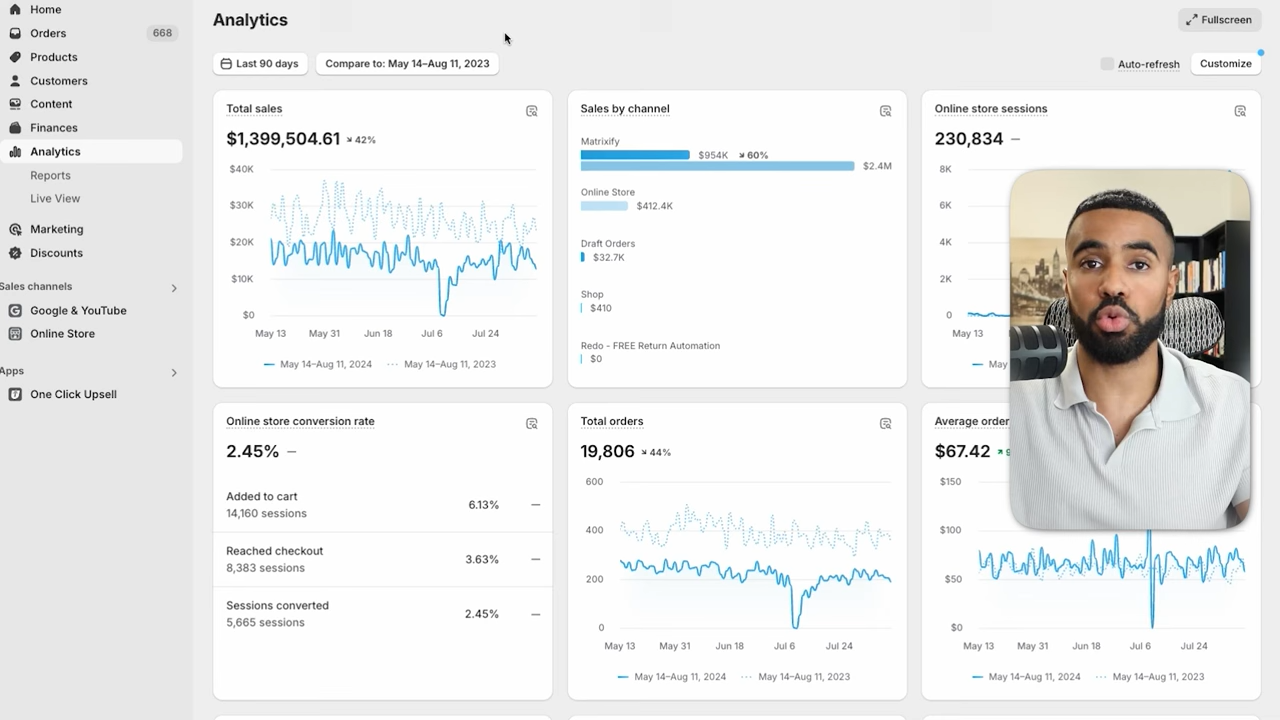 Home
Orders 668
Products
Customers
Content
Finances
Analytics
Reports
Live View
Marketing
Discounts
Sales channels
Google & YouTube
Online Store
Apps
One Click Upsell
Analytics
Fullscreen
Last 90 days
Compare to: May 14–Aug 11, 2023
Auto-refresh
Customize
Total sales
$1,399,504.61 42%
$40K
$30K
$20K
$10K
$0
May 13 May 31 Jun 18 Jul 6 Jul 24
May 14–Aug 11, 2024 May 14–Aug 11, 2023
Sales by channel
Matrixify
$954K 60%
$2.4M
Online Store
$412.4K
Draft Orders
$32.7K
Shop
$410
Redo - FREE Return Automation
$0
Online store sessions
230,834 —
8K
6K
4K
2K
0
May 13
May
Online store conversion rate
2.45% —
Added to cart
14,160 sessions
6.13% —
Reached checkout
8,383 sessions
3.63% —
Sessions converted
5,665 sessions
2.45% —
Total orders
19,806 44%
600
400
200
0
May 13 May 31 Jun 18 Jul 6 Jul 24
May 14–Aug 11, 2024 May 14–Aug 11, 2023
Average order
$67.42
$150
$100
$50
$0
May 13 May 31 Jun 18 Jul 6 Jul 24
May 14–Aug 11, 2024 May 14–Aug 11, 2023